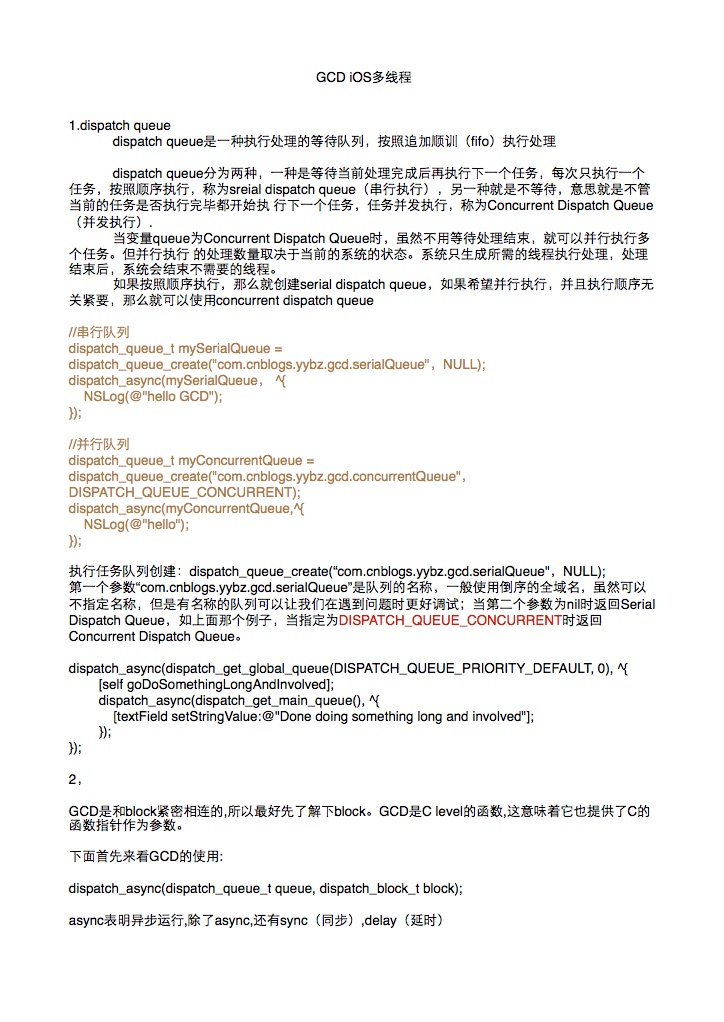 GCD iOS多线程
1.dispatch queue
dispatch queue是一种执行处理的等待队列，按照追加顺训（fifo）执行处理
dispatch queue分为两种，一种是等待当前处理完成后再执行下一个任务，每次只执行一个
任务，按照顺序执行，称为sreial dispatch queue（串行执行），另一种就是不等待，意思就是不管
当前的任务是否执行完毕都开始执 行下一个任务，任务并发执行，称为Concurrent Dispatch Queue
（并发执行）.
当变量queue为Concurrent Dispatch Queue时，虽然不用等待处理结束，就可以并行执行多
个任务。但并行执行 的处理数量取决于当前的系统的状态。系统只生成所需的线程执行处理，处理
结束后，系统会结束不需要的线程。
如果按照顺序执行，那么就创建serial dispatch queue，如果希望并行执行，并且执行顺序无
关紧要，那么就可以使用concurrent dispatch queue
//串行队列
dispatch_queue_t mySerialQueue =
dispatch_queue_create("com.cnblogs.yybz.gcd.serialQueue"，NULL);
dispatch_async(mySerialQueue， ^{
NSLog(@"hello GCD");
});
//并行队列
dispatch_queue_t myConcurrentQueue =
dispatch_queue_create("com.cnblogs.yybz.gcd.concurrentQueue"，
DISPATCH_QUEUE_CONCURRENT);
dispatch_async(myConcurrentQueue,^{
NSLog(@"hello");
});
执行任务队列创建：dispatch_queue_create(“com.cnblogs.yybz.gcd.serialQueue"，NULL);
第一个参数“com.cnblogs.yybz.gcd.serialQueue”是队列的名称，一般使用倒序的全域名，虽然可以
不指定名称，但是有名称的队列可以让我们在遇到问题时更好调试；当第二个参数为nil时返回Serial
Dispatch Queue，如上面那个例子，当指定为DISPATCH_QUEUE_CONCURRENT时返回
Concurrent Dispatch Queue。
dispatch_async(dispatch_get_global_queue(DISPATCH_QUEUE_PRIORITY_DEFAULT, 0), ^{
[self goDoSomethingLongAndInvolved];
dispatch_async(dispatch_get_main_queue(), ^{
[textField setStringValue:@"Done doing something long and involved"];
});
});
2，
GCD是和block紧密相连的,所以最好先了解下block。GCD是C level的函数,这意味着它也提供了C的
函数指针作为参数。
下面首先来看GCD的使用:
dispatch_async(dispatch_queue_t queue, dispatch_block_t block);
async表明异步运行,除了async,还有sync（同步）,delay（延时）